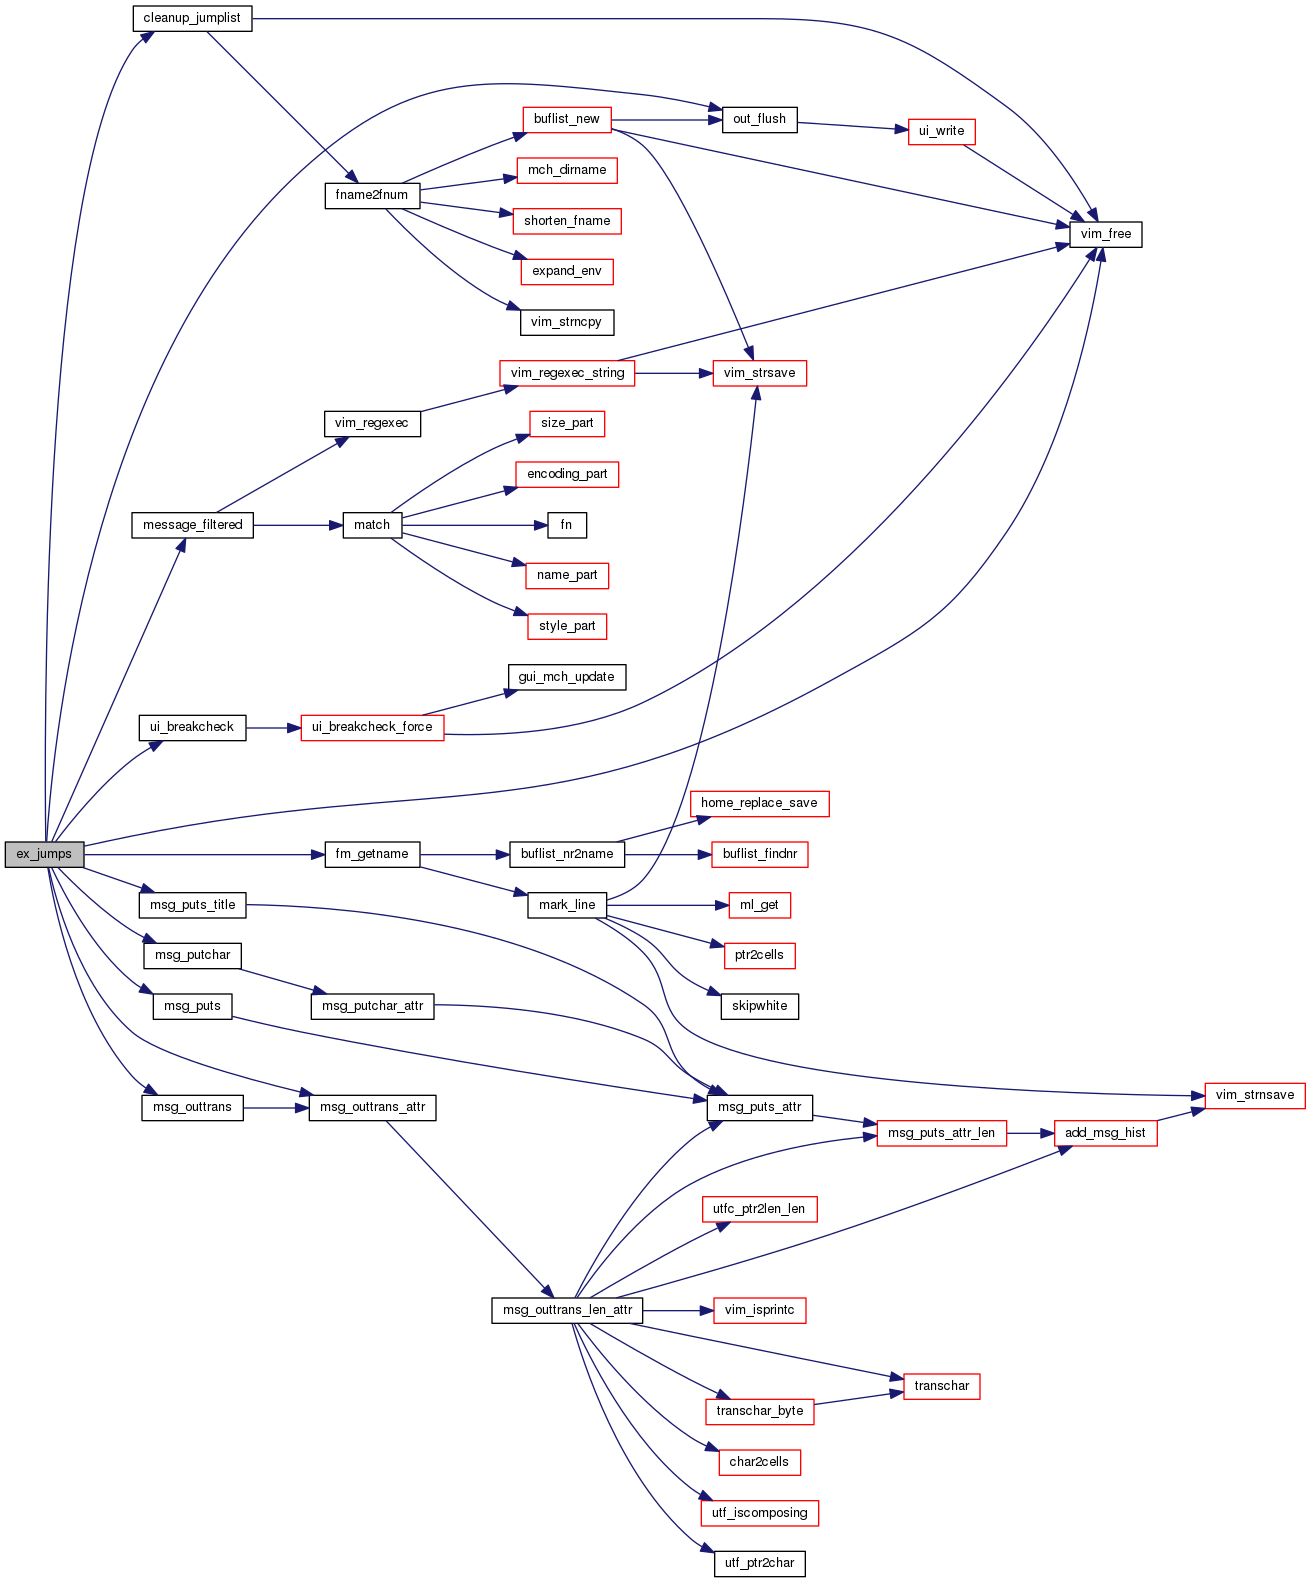 cleanup_jumplist
buflist_new
out_flush
ui_write
mch_dirname
fname2fnum
shorten_fname
vim_free
expand_env
vim_strncpy
vim_regexec_string
vim_strsave
vim_regexec
size_part
encoding_part
message_filtered
match
fn
name_part
style_part
gui_mch_update
ui_breakcheck
ui_breakcheck_force
home_replace_save
ex_jumps
fm_getname
buflist_nr2name
buflist_findnr
msg_puts_title
mark_line
ml_get
msg_putchar
ptr2cells
msg_puts
msg_putchar_attr
skipwhite
vim_strnsave
msg_outtrans
msg_outtrans_attr
msg_puts_attr
msg_puts_attr_len
add_msg_hist
utfc_ptr2len_len
msg_outtrans_len_attr
vim_isprintc
transchar
transchar_byte
char2cells
utf_iscomposing
utf_ptr2char